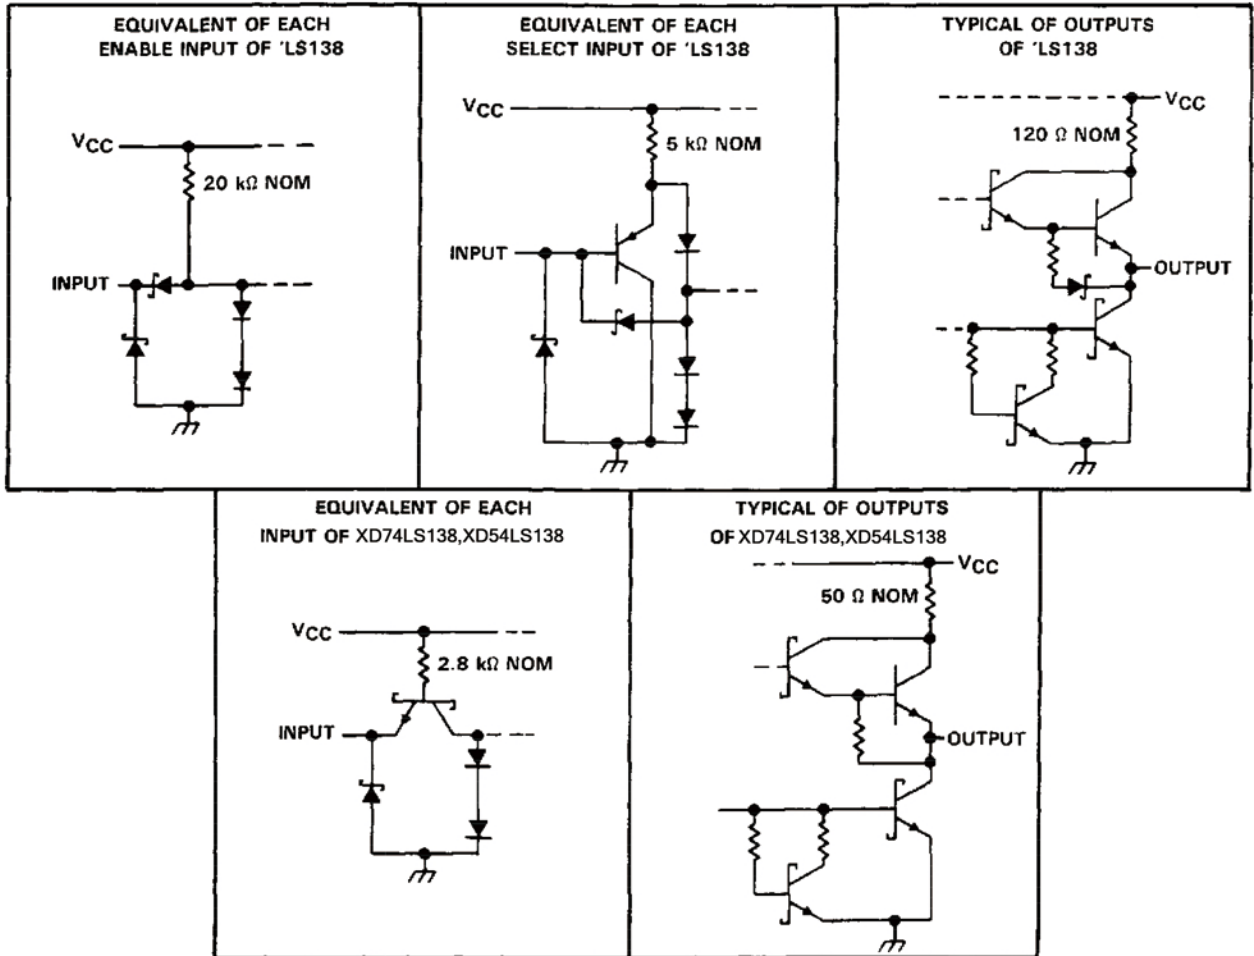 EQUIVALENT OF EACH
ENABLE INPUT OF 'LS138
VCC
20 kΩ NOM
INPUT
EQUIVALENT OF EACH
SELECT INPUT OF 'LS138
VCC
5 kΩ NOM
INPUT
TYPICAL OF OUTPUTS
OF 'LS138
VCC
120 Ω NOM
OUTPUT
EQUIVALENT OF EACH
INPUT OF XD74LS138,XD54LS138
VCC
2.8 kΩ NOM
INPUT
TYPICAL OF OUTPUTS
OF XD74LS138,XD54LS138
VCC
50 Ω NOM
OUTPUT